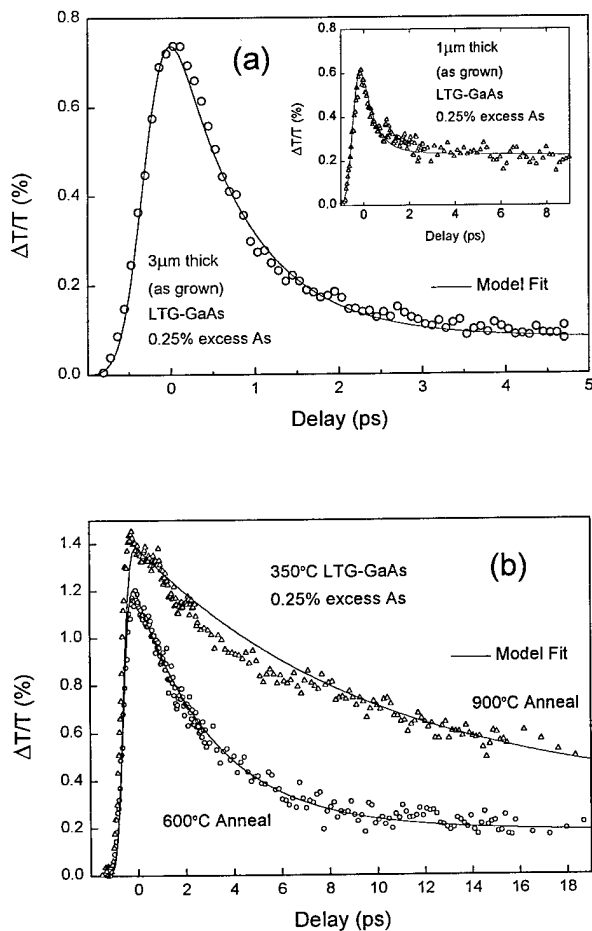 0.8
0.6
0.4
0.2
0.0
ΔT/T (%)
(a)
3μm thick
(as grown)
LTG-GaAs
0.25% excess As
Model Fit
0 1 2 3 4 5
Delay (ps)
0.8
0.6
0.4
0.2
0.0
ΔT/T (%)
1μm thick
(as grown)
LTG-GaAs
0.25% excess As
0 2 4 6 8
Delay (ps)
1.4
1.2
1.0
0.8
0.6
0.4
0.2
0.0
ΔT/T (%)
350°C LTG-GaAs
0.25% excess As
(b)
Model Fit
900°C Anneal
600°C Anneal
0 2 4 6 8 10 12 14 16 18
Delay (ps)